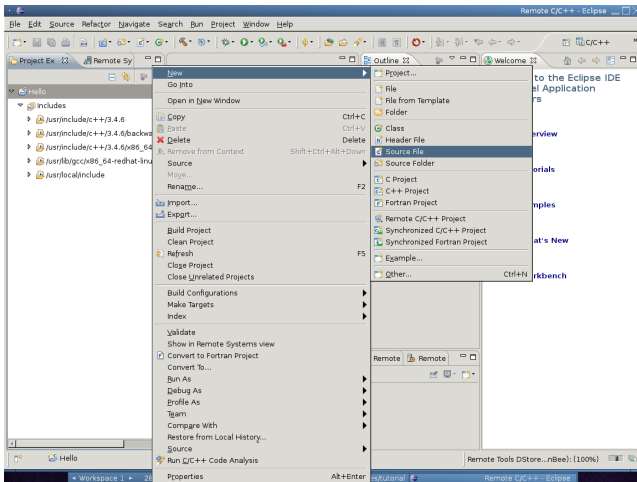 Remote C/C++ - Eclipse
File Edit Source Refactor Navigate Search Run Project Window Help
C/C++
Project Ex
Remote Sy
Hello
Includes
/usr/include/c++/3.4.6
/usr/include/c++/3.4.6/backwa
/usr/include/c++/3.4.6/x86_64
/usr/lib/gcc/x86_64-redhat-linu
/usr/local/include
New
Go Into
Open in New Window
Copy Ctrl+C
Paste Ctrl+V
Delete Delete
Remove from Context Shift+Ctrl+Alt+Down
Source
Move...
Rename... F2
Import...
Export...
Build Project
Clean Project
Refresh F5
Close Project
Close Unrelated Projects
Build Configurations
Make Targets
Index
Validate
Show in Remote Systems view
Convert to Fortran Project
Convert To...
Run As
Debug As
Profile As
Team
Compare With
Restore from Local History...
Source
Run C/C++ Code Analysis
Properties Alt+Enter
Outline
Project...
File
File from Template
Folder
Class
Header File
Source File
Source Folder
C Project
C++ Project
Fortran Project
Remote C/C++ Project
Synchronized C/C++ Project
Synchronized Fortran Project
Example...
Other... Ctrl+N
Welcome
to the Eclipse IDE
el Application
rs
erview
orials
mples
at's New
rkbench
Remote
Remote
Hello
Remote Tools DStore...nBee): (100%)
Workspace 1
28
es/tutorial
Remote C/C++ - Eclipse